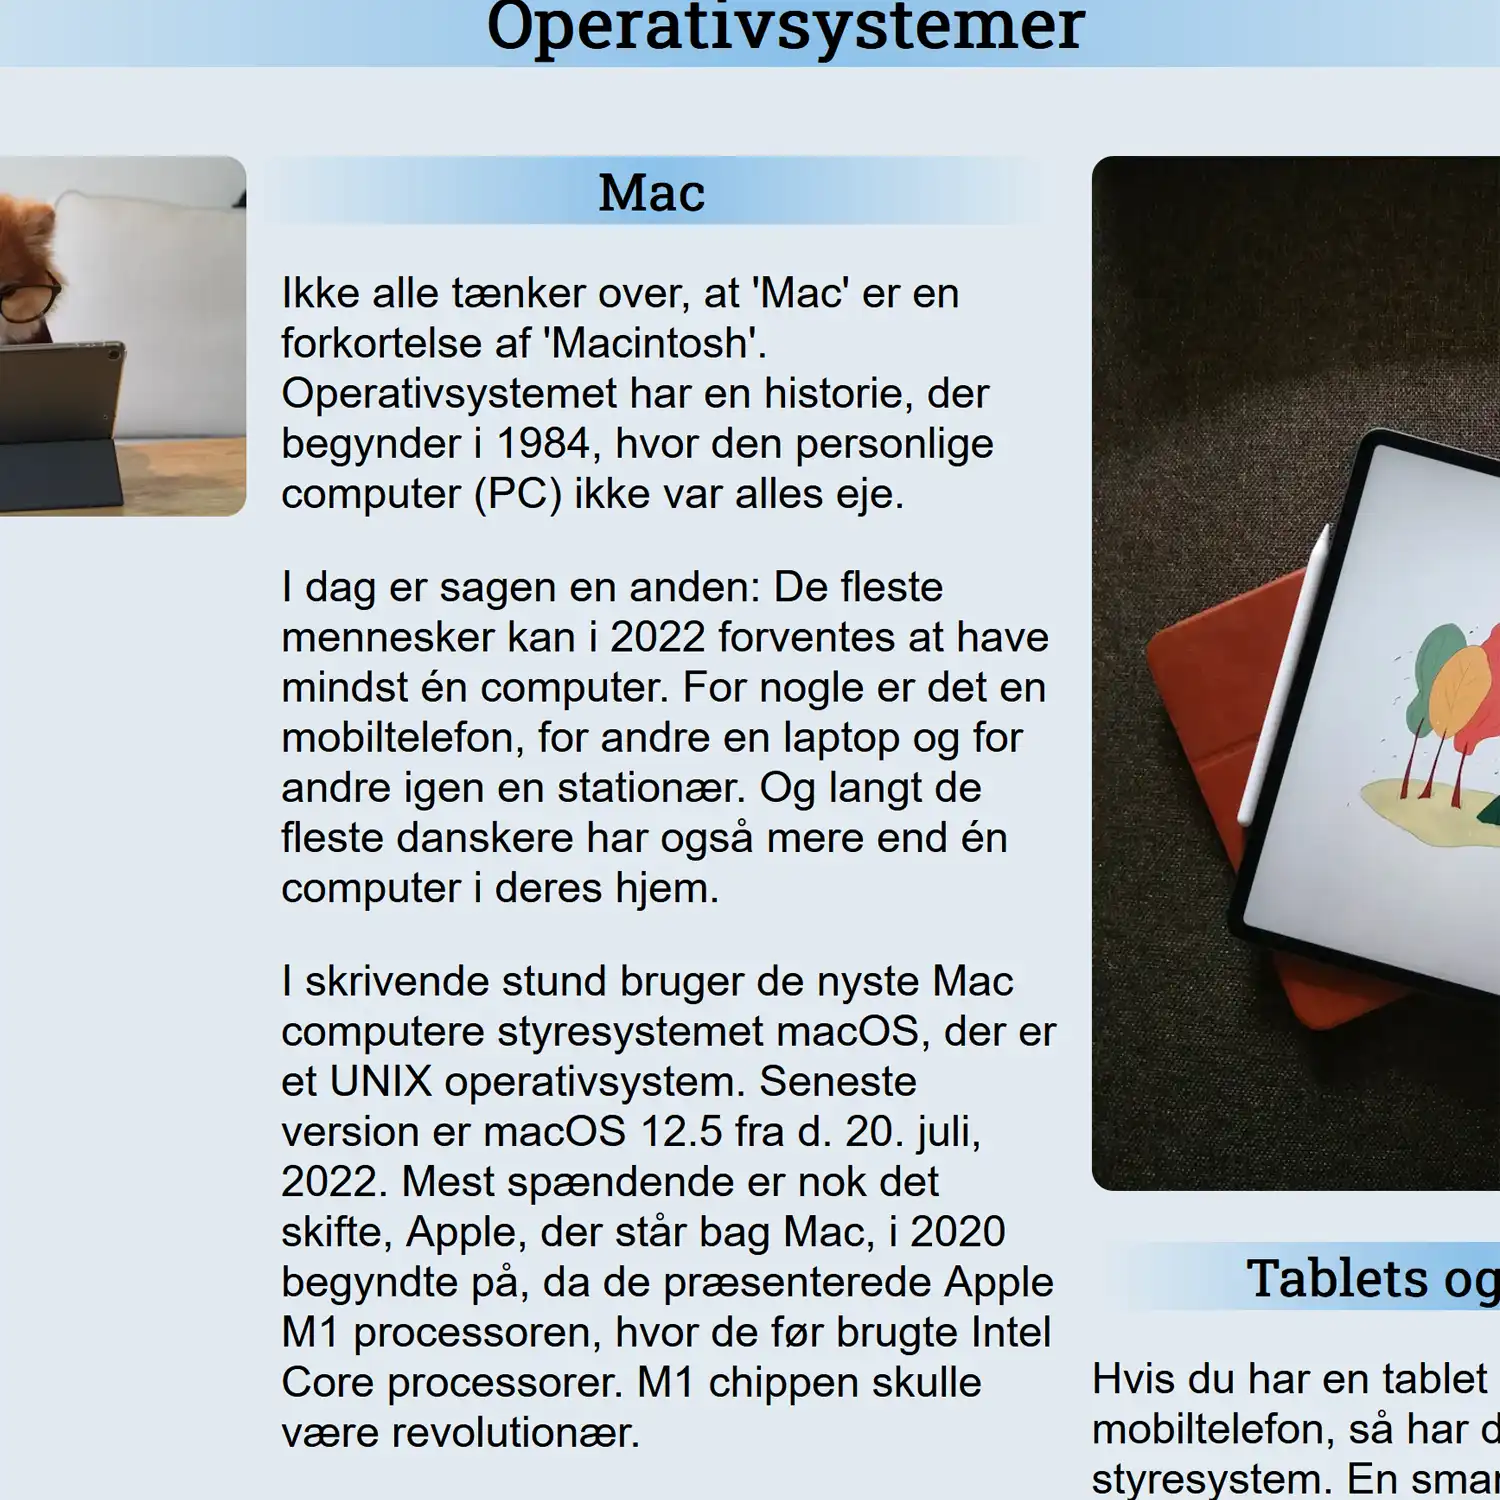 Operativsystemer
Mac
Ikke alle tænker over, at 'Mac' er en
forkortelse af 'Macintosh'.
Operativsystemet har en historie, der
begynder i 1984, hvor den personlige
computer (PC) ikke var alles eje.
I dag er sagen en anden: De fleste
mennesker kan i 2022 forventes at have
mindst én computer. For nogle er det en
mobiltelefon, for andre en laptop og for
andre igen en stationær. Og langt de
fleste danskere har også mere end én
computer i deres hjem.
I skrivende stund bruger de nyste Mac
computere styresystemet macOS, der er
et UNIX operativsystem. Seneste
version er macOS 12.5 fra d. 20. juli,
2022. Mest spændende er nok det
skifte, Apple, der står bag Mac, i 2020
begyndte på, da de præsenterede Apple
M1 processoren, hvor de før brugte Intel
Core processorer. M1 chippen skulle
være revolutionær.
Tablets og
Hvis du har en tablet
mobiltelefon, så har d
styresystem. En smar